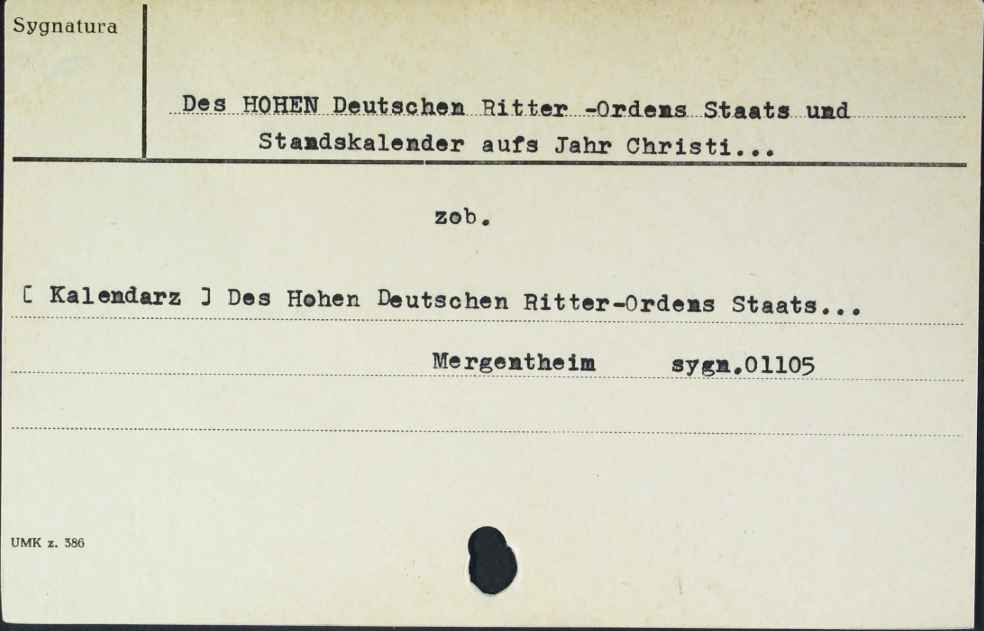 Sygnatura
Des HOHEN Deutschen Ritter -Ordens Staats und
Standskalender aufs Jahr Christi...
zob.
[ Kalendarz ] Des Hohen Deutschen Ritter-Ordens Staats...
Mergentheim sygn.01105
UMK z. 386